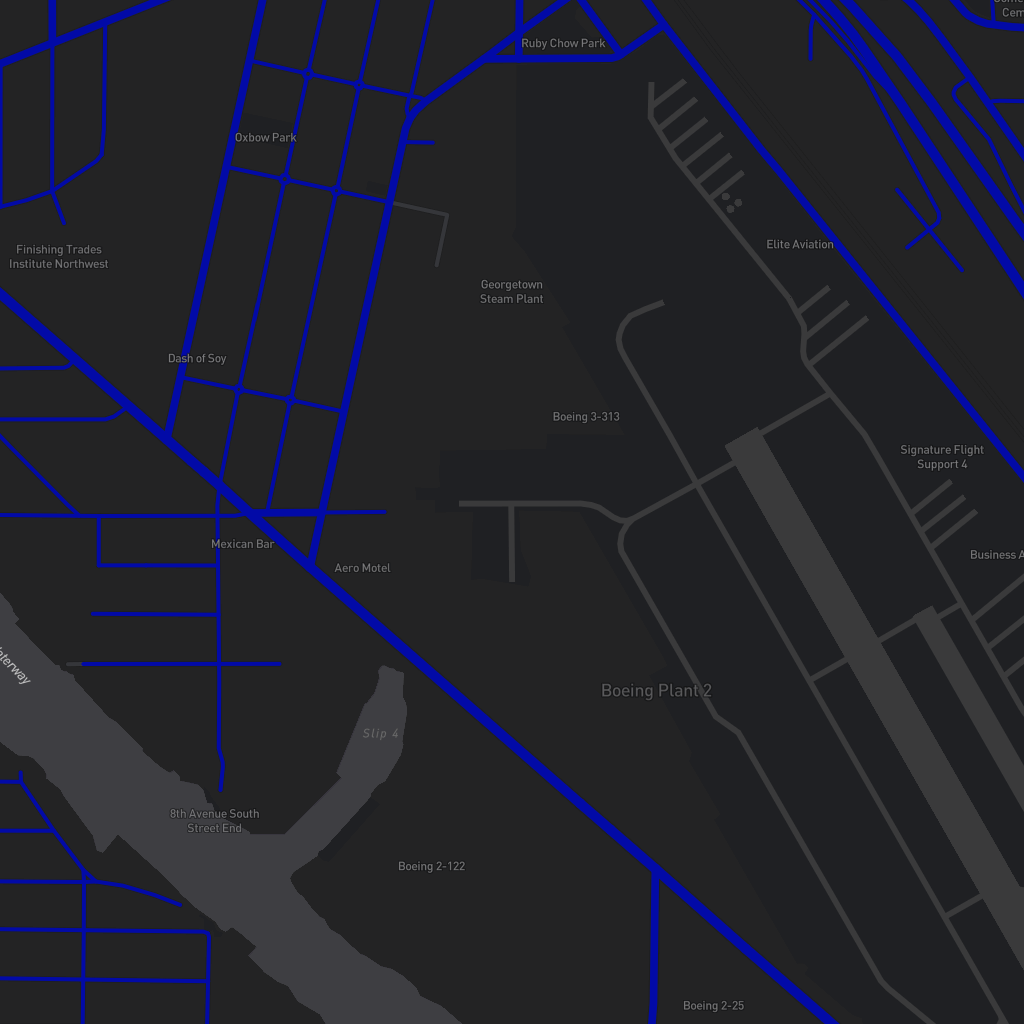 Ruby Chow Park
Oxbow Park
Elite Aviation
Finishing Trades
Institute Northwest
Georgetown
Steam Plant
Dash of Soy
Boeing 3-313
Signature Flight
Support 4
Mexican Bar
Aero Motel
Business A
Boeing Plant 2
Slip 4
8th Avenue South
Street End
Boeing 2-122
Boeing 2-25